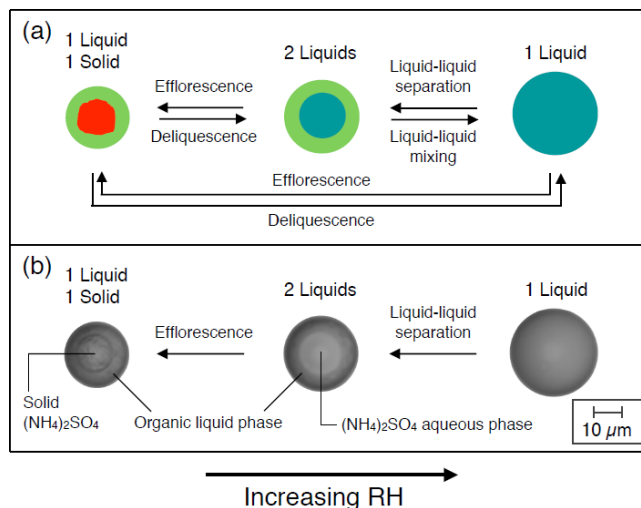 (a)
1 Liquid
1 Solid
2 Liquids
1 Liquid
Efflorescence
Deliquescence
Liquid-liquid
separation
Liquid-liquid
mixing
Efflorescence
Deliquescence
(b)
1 Liquid
1 Solid
2 Liquids
1 Liquid
Efflorescence
Liquid-liquid
separation
Solid
(NH4)2SO4
Organic liquid phase
(NH4)2SO4 aqueous phase
10 µm
Increasing RH